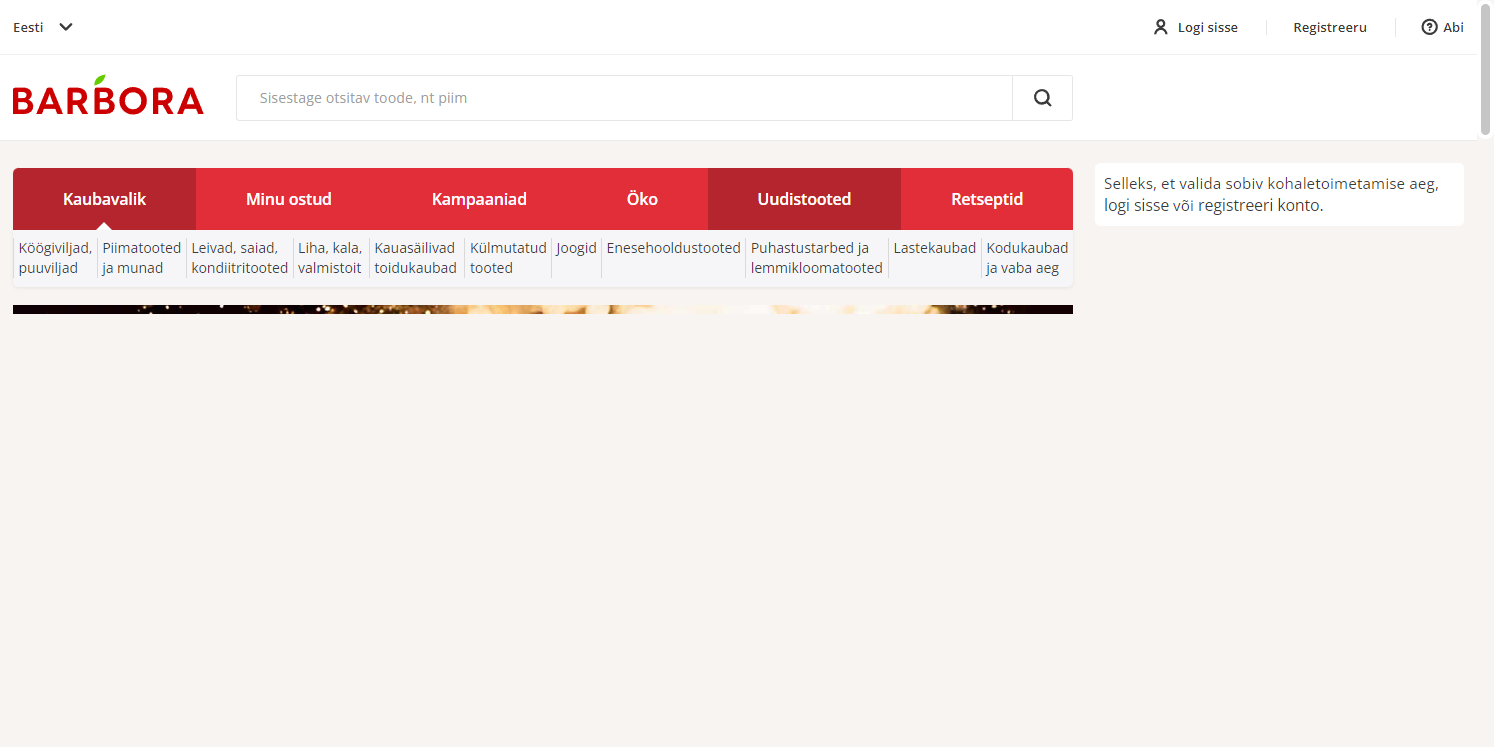 Eesti
Logi sisse
Registreeru
Abi
BARBORA
Sisestage otsitav toode, nt piim
Kaubavalik
Minu ostud
Kampaaniad
Öko
Uudistooted
Retseptid
Selleks, et valida sobiv kohaletoimetamise aeg,
logi sisse või registreeri konto.
Köögiviljad,
puuviljad
Piimatooted
ja munad
Leivad, saiad,
kondiitritooted
Liha, kala,
valmistoit
Kauasäilivad
toidukaubad
Külmutatud
tooted
Joogid
Enesehooldustooted
Puhastustarbed ja
lemmikloomatooted
Lastekaubad
Kodukaubad
ja vaba aeg